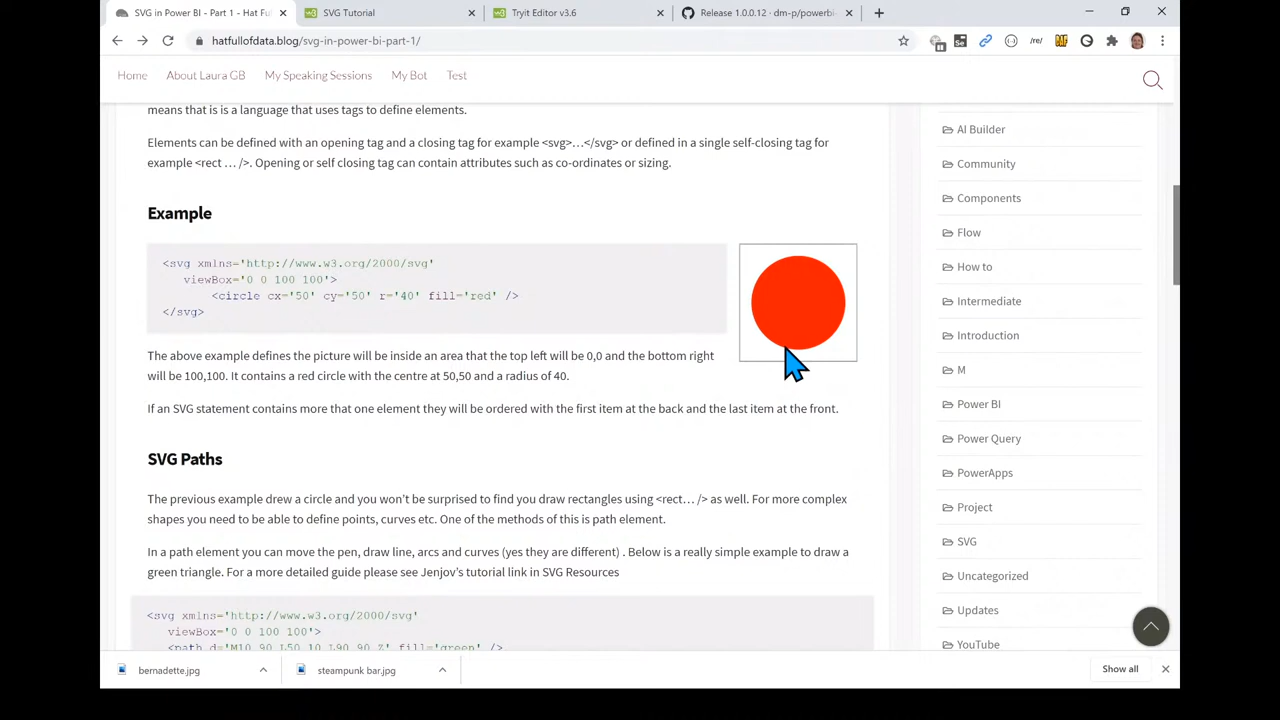 SVG in Power BI - Part 1 - Hat Fu
SVG Tutorial
Tryit Editor v3.6
Release 1.0.0.12 · dm-p/powerbi
hatfullofdata.blog/svg-in-power-bi-part-1/
Home
About Laura GB
My Speaking Sessions
My Bot
Test
means that is is a language that uses tags to define elements.
Elements can be defined with an opening tag and a closing tag for example <svg>…</svg> or defined in a single self-closing tag for
example <rect … />. Opening or self closing tag can contain attributes such as co-ordinates or sizing.
Example
<svg xmlns='http://www.w3.org/2000/svg'
viewBox='0 0 100 100'>
<circle cx='50' cy='50' r='40' fill='red' />
</svg>
The above example defines the picture will be inside an area that the top left will be 0,0 and the bottom right
will be 100,100. It contains a red circle with the centre at 50,50 and a radius of 40.
If an SVG statement contains more that one element they will be ordered with the first item at the back and the last item at the front.
SVG Paths
The previous example drew a circle and you won't be surprised to find you draw rectangles using <rect… /> as well. For more complex
shapes you need to be able to define points, curves etc. One of the methods of this is path element.
In a path element you can move the pen, draw line, arcs and curves (yes they are different) . Below is a really simple example to draw a
green triangle. For a more detailed guide please see Jenjov's tutorial link in SVG Resources
<svg xmlns='http://www.w3.org/2000/svg'
viewBox='0 0 100 100'>
<path d='M10 90 L50 10 L90 90 Z' fill='green' />
AI Builder
Community
Components
Flow
How to
Intermediate
Introduction
M
Power BI
Power Query
PowerApps
Project
SVG
Uncategorized
Updates
YouTube
bernadette.jpg
steampunk bar.jpg
Show all